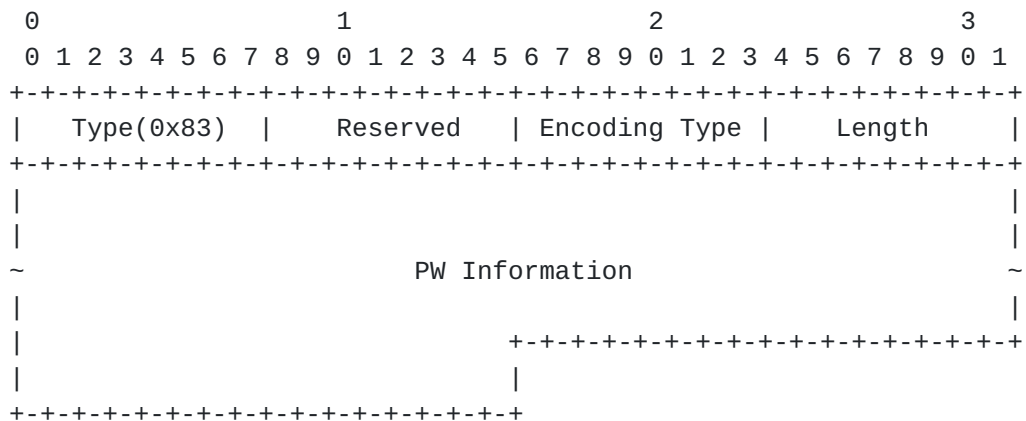 0                   1                   2                   3
 0 1 2 3 4 5 6 7 8 9 0 1 2 3 4 5 6 7 8 9 0 1 2 3 4 5 6 7 8 9 0 1
+-+-+-+-+-+-+-+-+-+-+-+-+-+-+-+-+-+-+-+-+-+-+-+-+-+-+-+-+-+-+-+-+
|   Type(0x83)  |    Reserved   | Encoding Type |    Length     |
+-+-+-+-+-+-+-+-+-+-+-+-+-+-+-+-+-+-+-+-+-+-+-+-+-+-+-+-+-+-+-+-+
|                                                               |
|                                                               |
~                         PW Information                        ~
|                                                               |
|                               +-+-+-+-+-+-+-+-+-+-+-+-+-+-+-+-+
|                               |
+-+-+-+-+-+-+-+-+-+-+-+-+-+-+-+-+